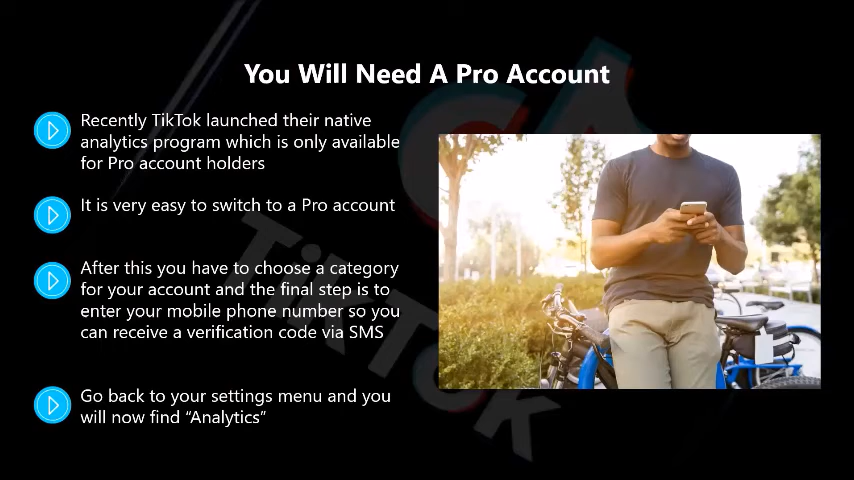 You Will Need A Pro Account
Recently TikTok launched their native
analytics program which is only available
for Pro account holders
It is very easy to switch to a Pro account
After this you have to choose a category
for your account and the final step is to
enter your mobile phone number so you
can receive a verification code via SMS
Go back to your settings menu and you
will now find “Analytics”
TikTok